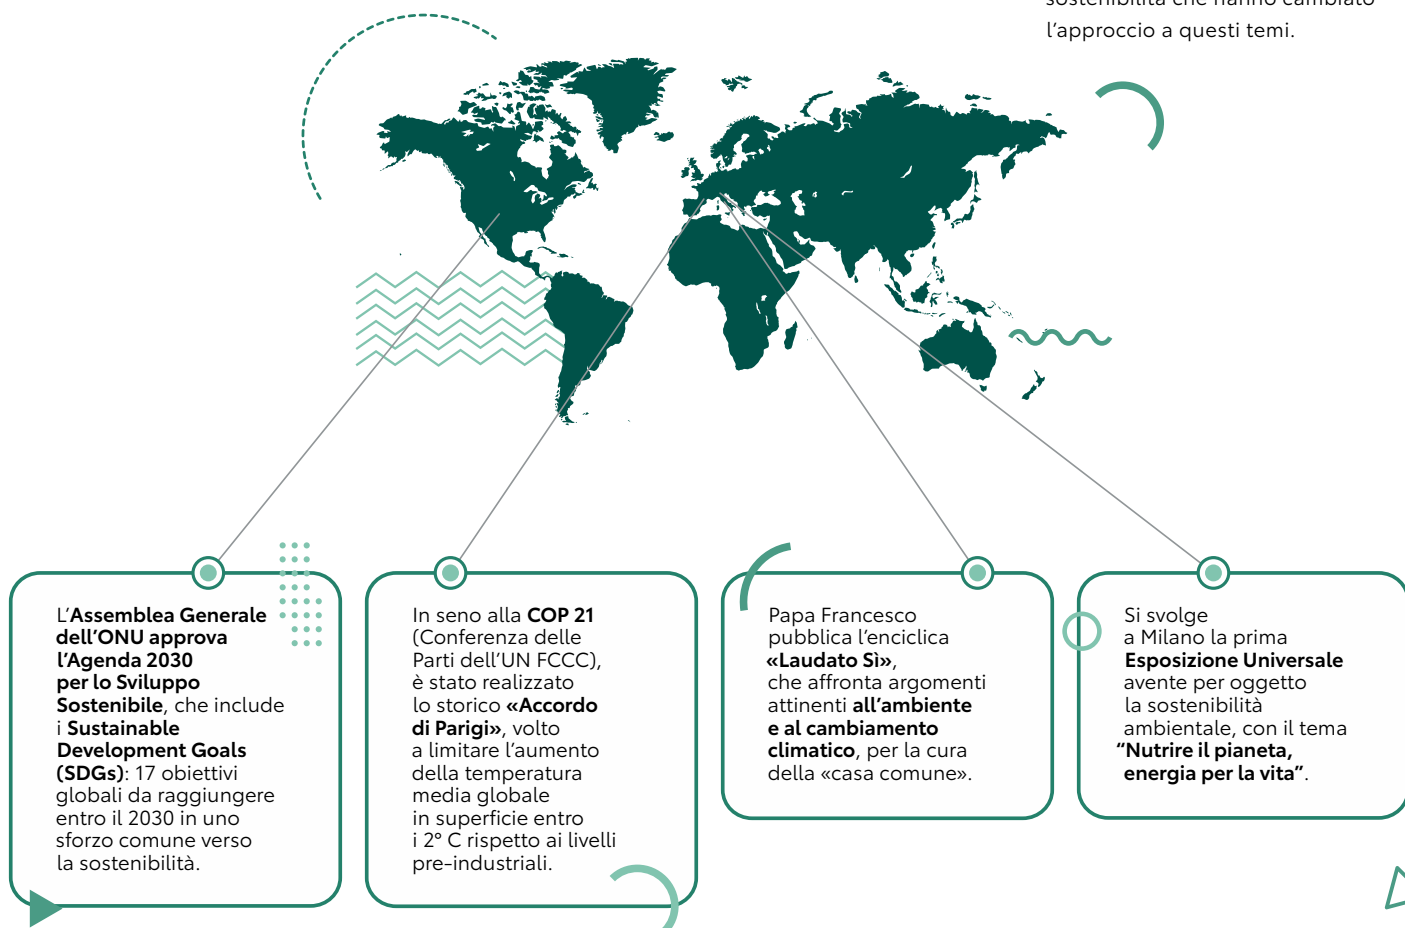 sostenibilità che hanno cambiato
l’approccio a questi temi.
L’Assemblea Generale
dell’ONU approva
l’Agenda 2030
per lo Sviluppo
Sostenibile, che include
i Sustainable
Development Goals
(SDGs): 17 obiettivi
globali da raggiungere
entro il 2030 in uno
sforzo comune verso
la sostenibilità.
In seno alla COP 21
(Conferenza delle
Parti dell’UN FCCC),
è stato realizzato
lo storico «Accordo
di Parigi», volto
a limitare l’aumento
della temperatura
media globale
in superficie entro
i 2° C rispetto ai livelli
pre-industriali.
Papa Francesco
pubblica l’enciclica
«Laudato Sì»,
che affronta argomenti
attinenti all’ambiente
e al cambiamento
climatico, per la cura
della «casa comune».
Si svolge
a Milano la prima
Esposizione Universale
avente per oggetto
la sostenibilità
ambientale, con il tema
“Nutrire il pianeta,
energia per la vita”.